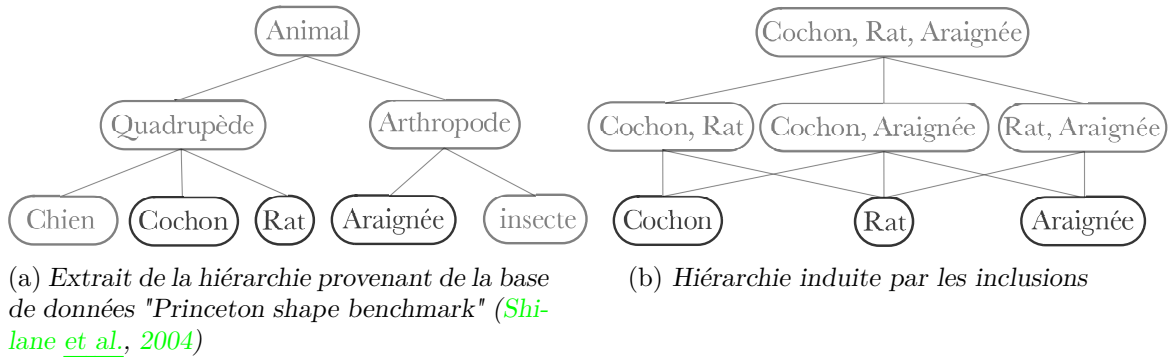 Animal
Quadrupède
Arthropode
Chien
Cochon
Rat
Araignée
insecte
(a) Extrait de la hiérarchie provenant de la base
de données "Princeton shape benchmark" (Shi-
lane et al., 2004)
Cochon, Rat, Araignée
Cochon, Rat
Cochon, Araignée
Rat, Araignée
Cochon
Rat
Araignée
(b) Hiérarchie induite par les inclusions